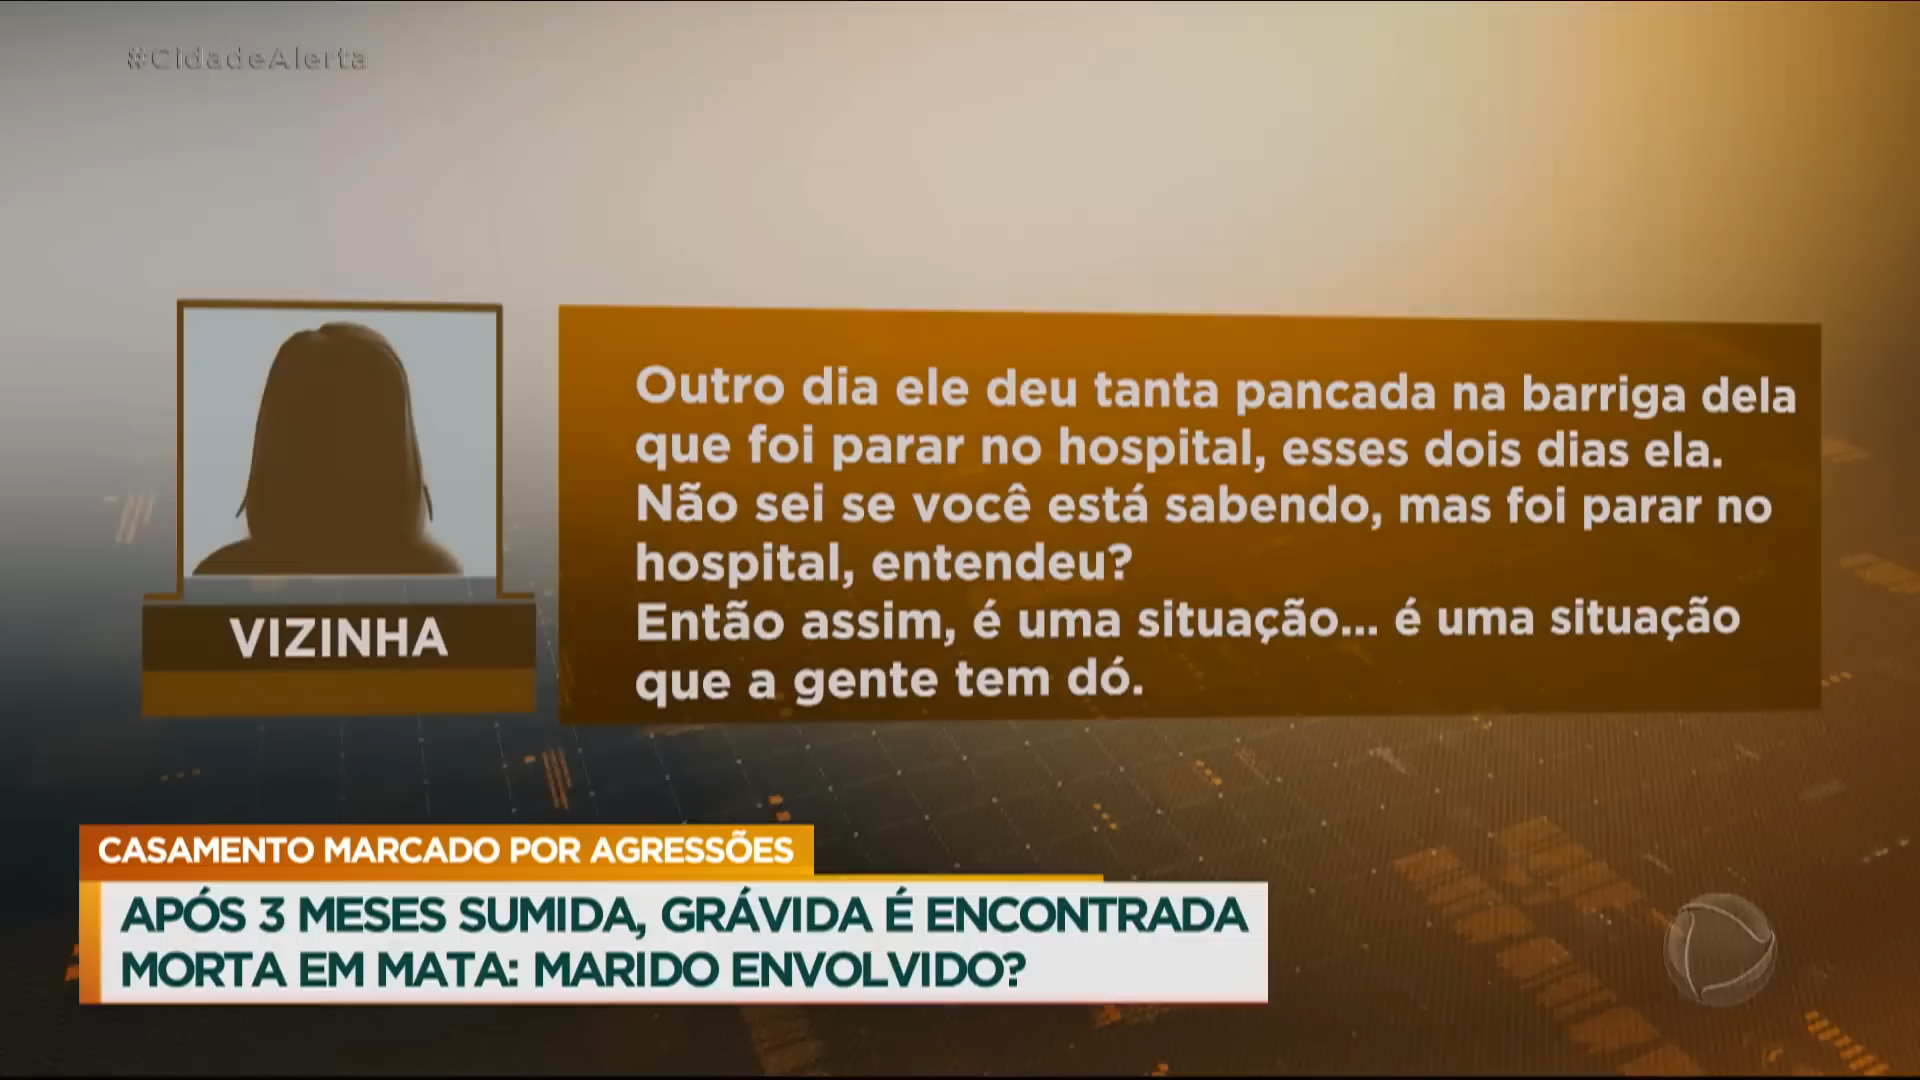 #CidadeAlerta
Outro dia ele deu tanta pancada na barriga dela
que foi parar no hospital, esses dois dias ela.
Não sei se você está sabendo, mas foi parar no
hospital, entendeu?
Então assim, é uma situação... é uma situação
que a gente tem dó.
VIZINHA
CASAMENTO MARCADO POR AGRESSÕES
APÓS 3 MESES SUMIDA, GRÁVIDA É ENCONTRADA
MORTA EM MATA: MARIDO ENVOLVIDO?